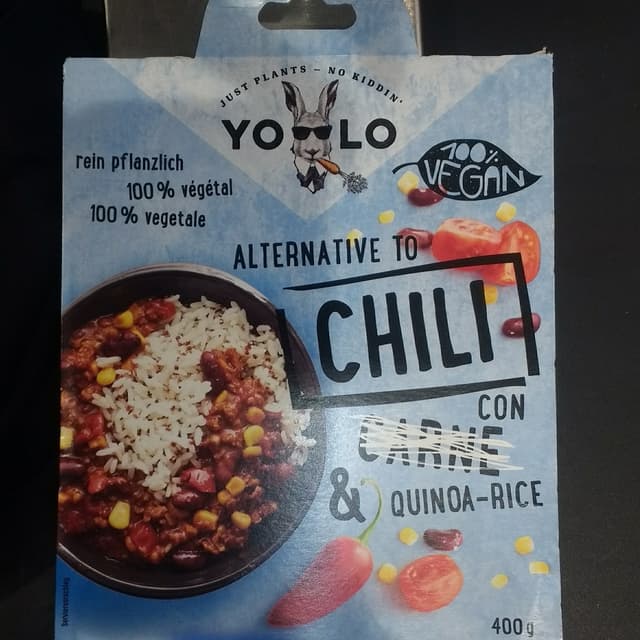 JUST PLANTS – NO KIDDIN'
YOLO
rein pflanzlich
100 % végétal
100 % vegetale
100% VEGAN
ALTERNATIVE TO
CHILI
CON
CARNE
& QUINOA-RICE
400 g